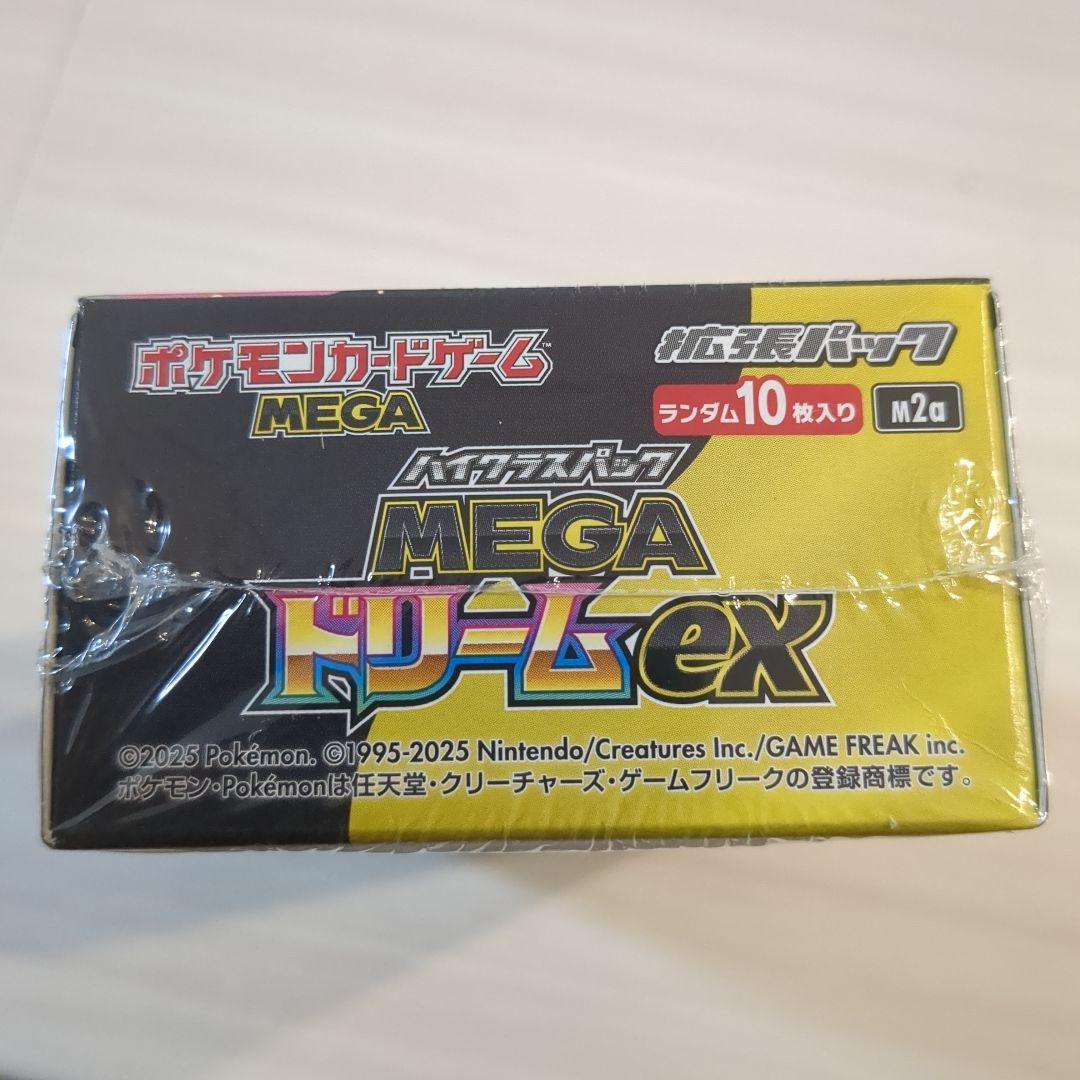 ポケモンカードゲーム™
MEGA
拡張パック
ランダム10枚入り
M2a
ハイクラスパック
MEGA
ドリームex
©2025 Pokémon. ©1995-2025 Nintendo/Creatures Inc./GAME FREAK inc.
ポケモン・Pokémonは任天堂・クリーチャーズ・ゲームフリークの登録商標です。